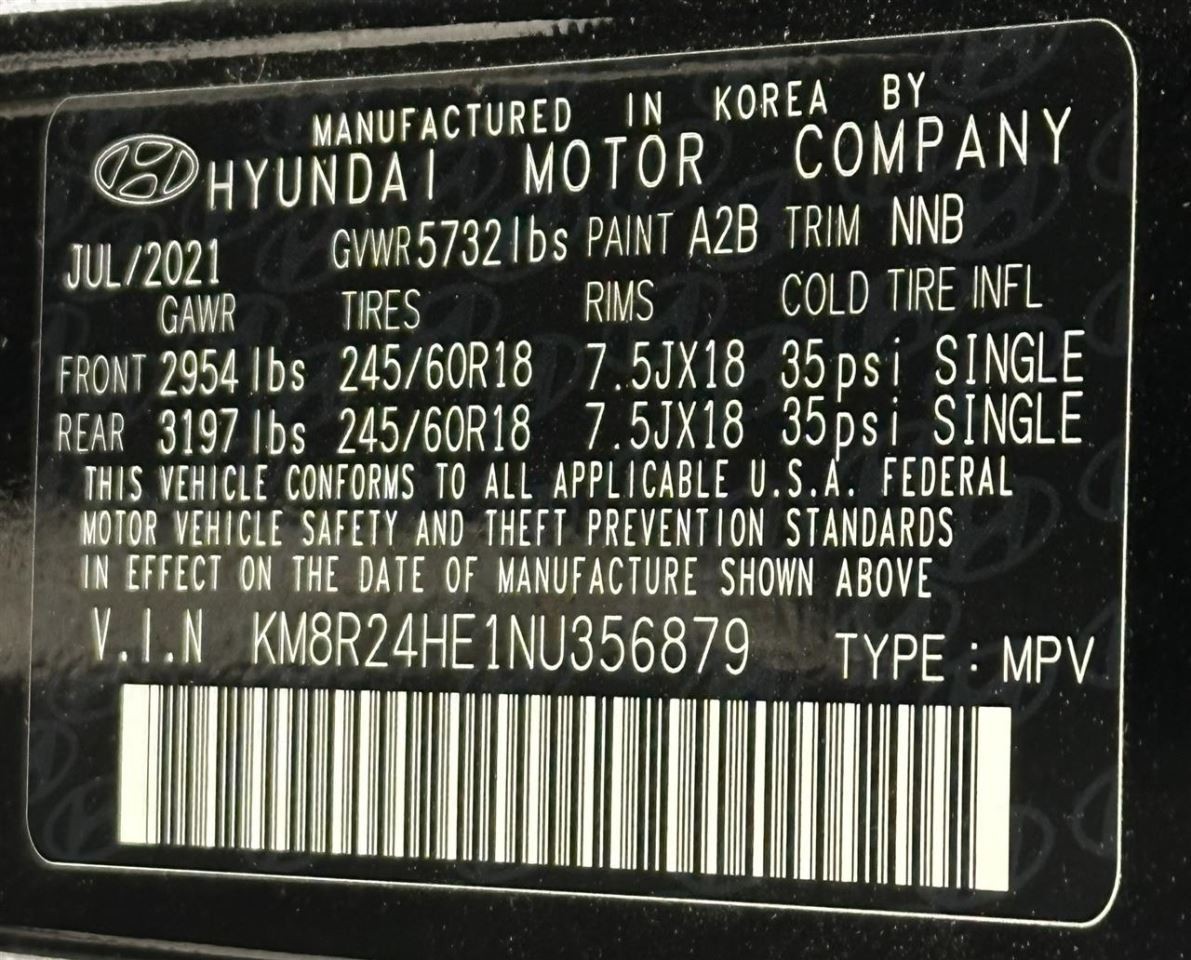 MANUFACTURED IN KOREA BY
HYUNDAI MOTOR COMPANY
JUL/2021 GVWR5732lbs PAINT A2B TRIM NNB
GAWR TIRES RIMS COLD TIRE INFL
FRONT 2954 lbs 245/60R18 7.5JX18 35psi SINGLE
REAR 3197 lbs 245/60R18 7.5JX18 35psi SINGLE
THIS VEHICLE CONFORMS TO ALL APPLICABLE U.S.A. FEDERAL
MOTOR VEHICLE SAFETY AND THEFT PREVENTION STANDARDS
IN EFFECT ON THE DATE OF MANUFACTURE SHOWN ABOVE
V.I.N KM8R24HE1NU356879 TYPE : MPV